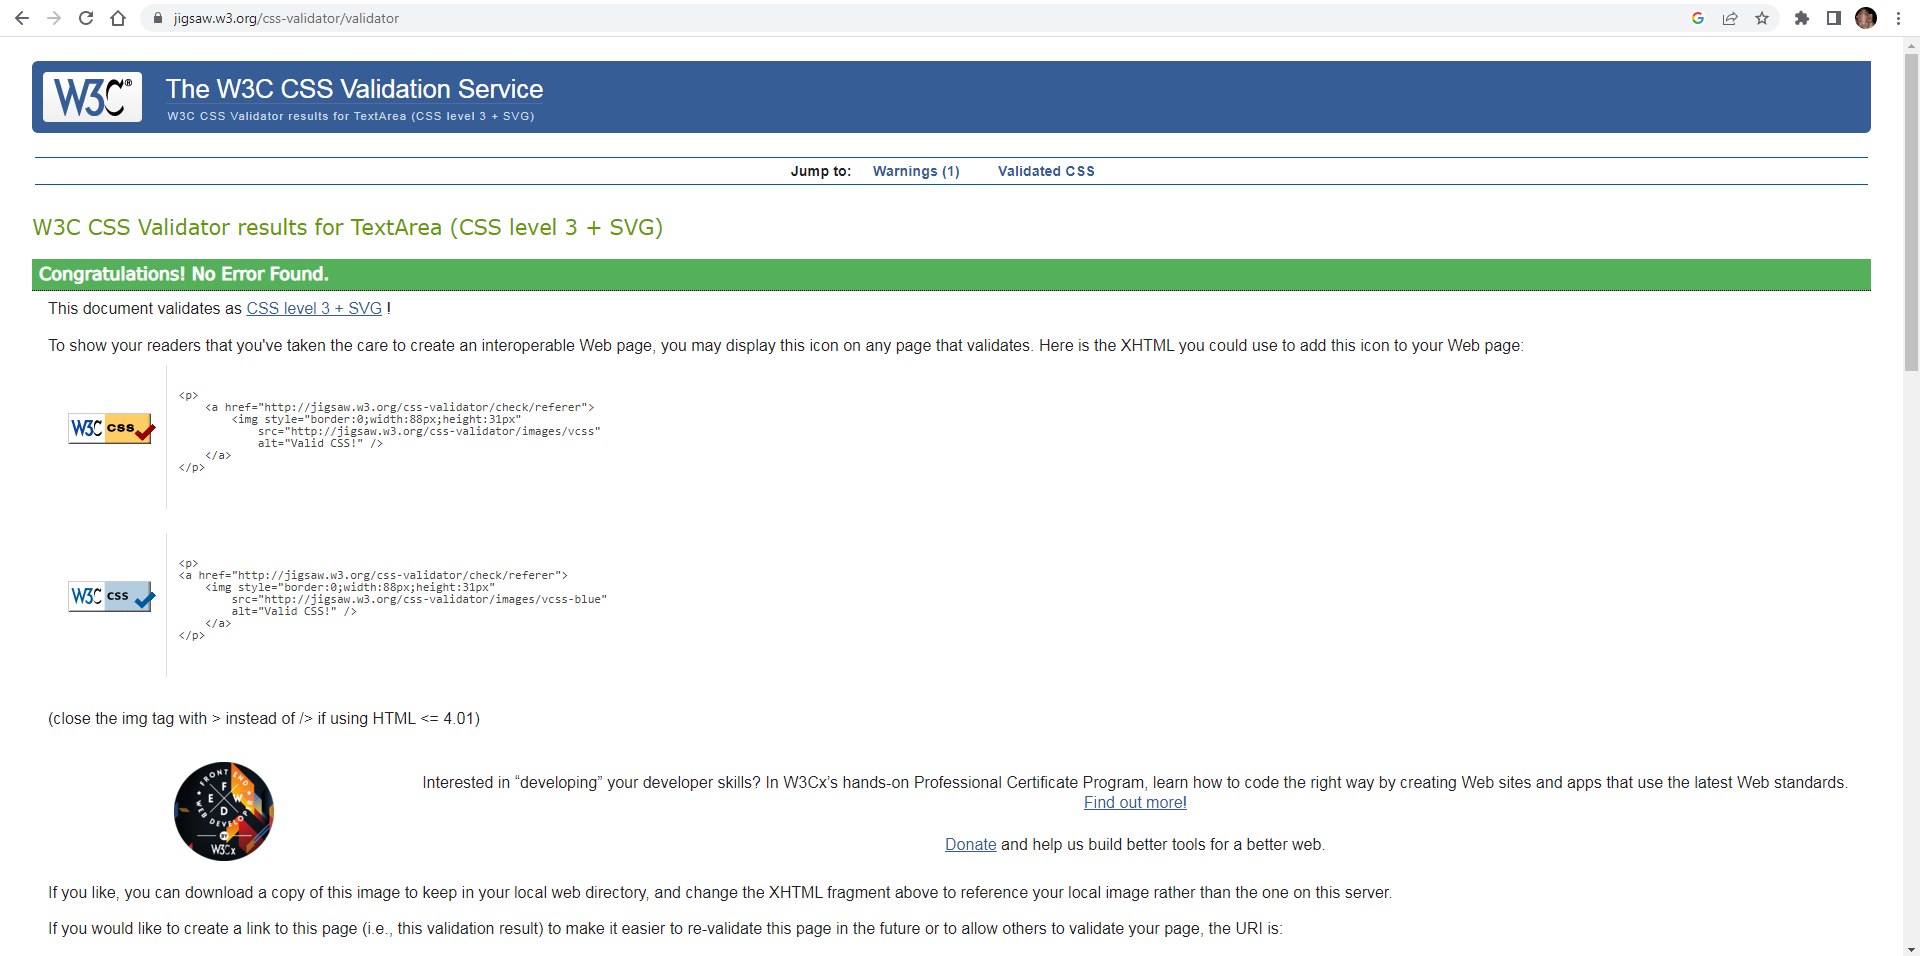 jigsaw.w3.org/css-validator/validator
W3C®
The W3C CSS Validation Service
W3C CSS Validator results for TextArea (CSS level 3 + SVG)
Jump to: Warnings (1) Validated CSS
W3C CSS Validator results for TextArea (CSS level 3 + SVG)
Congratulations! No Error Found.
This document validates as CSS level 3 + SVG !
To show your readers that you've taken the care to create an interoperable Web page, you may display this icon on any page that validates. Here is the XHTML you could use to add this icon to your Web page:
W3C css
<p>
    <a href="http://jigsaw.w3.org/css-validator/check/referer">
        <img style="border:0;width:88px;height:31px"
            src="http://jigsaw.w3.org/css-validator/images/vcss"
            alt="Valid CSS!" />
    </a>
</p>
W3C css
<p>
<a href="http://jigsaw.w3.org/css-validator/check/referer">
    <img style="border:0;width:88px;height:31px"
        src="http://jigsaw.w3.org/css-validator/images/vcss-blue"
        alt="Valid CSS!" />
    </a>
</p>
(close the img tag with > instead of /> if using HTML <= 4.01)
FRONT END
F
E W
D
WEB DEVELOPER
W3Cx
Interested in “developing” your developer skills? In W3Cx’s hands-on Professional Certificate Program, learn how to code the right way by creating Web sites and apps that use the latest Web standards.
Find out more!
Donate and help us build better tools for a better web.
If you like, you can download a copy of this image to keep in your local web directory, and change the XHTML fragment above to reference your local image rather than the one on this server.
If you would like to create a link to this page (i.e., this validation result) to make it easier to re-validate this page in the future or to allow others to validate your page, the URI is: